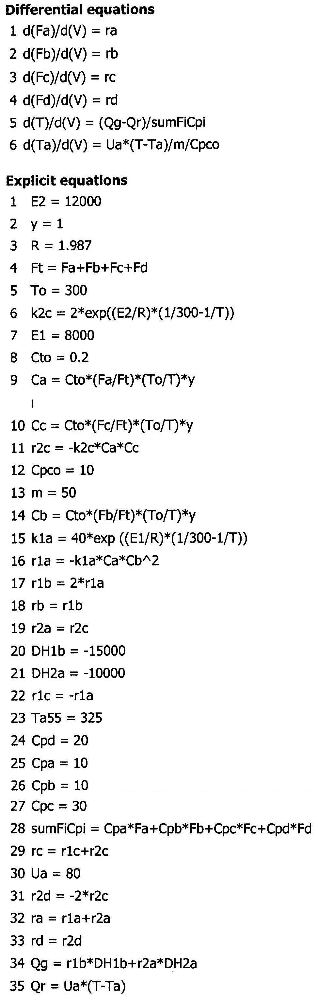 Differential equations
1 d(Fa)/d(V) = ra
2 d(Fb)/d(V) = rb
3 d(Fc)/d(V) = rc
4 d(Fd)/d(V) = rd
5 d(T)/d(V) = (Qg-Qr)/sumFiCpi
6 d(Ta)/d(V) = Ua*(T-Ta)/m/Cpco
Explicit equations
1 E2 = 12000
2 y = 1
3 R = 1.987
4 Ft = Fa+Fb+Fc+Fd
5 To = 300
6 k2c = 2*exp((E2/R)*(1/300-1/T))
7 E1 = 8000
8 Cto = 0.2
9 Ca = Cto*(Fa/Ft)*(To/T)*y
10 Cc = Cto*(Fc/Ft)*(To/T)*y
11 r2c = -k2c*Ca*Cc
12 Cpco = 10
13 m = 50
14 Cb = Cto*(Fb/Ft)*(To/T)*y
15 k1a = 40*exp ((E1/R)*(1/300-1/T))
16 r1a = -k1a*Ca*Cb^2
17 r1b = 2*r1a
18 rb = r1b
19 r2a = r2c
20 DH1b = -15000
21 DH2a = -10000
22 r1c = -r1a
23 Ta55 = 325
24 Cpd = 20
25 Cpa = 10
26 Cpb = 10
27 Cpc = 30
28 sumFiCpi = Cpa*Fa+Cpb*Fb+Cpc*Fc+Cpd*Fd
29 rc = r1c+r2c
30 Ua = 80
31 r2d = -2*r2c
32 ra = r1a+r2a
33 rd = r2d
34 Qg = r1b*DH1b+r2a*DH2a
35 Qr = Ua*(T-Ta)